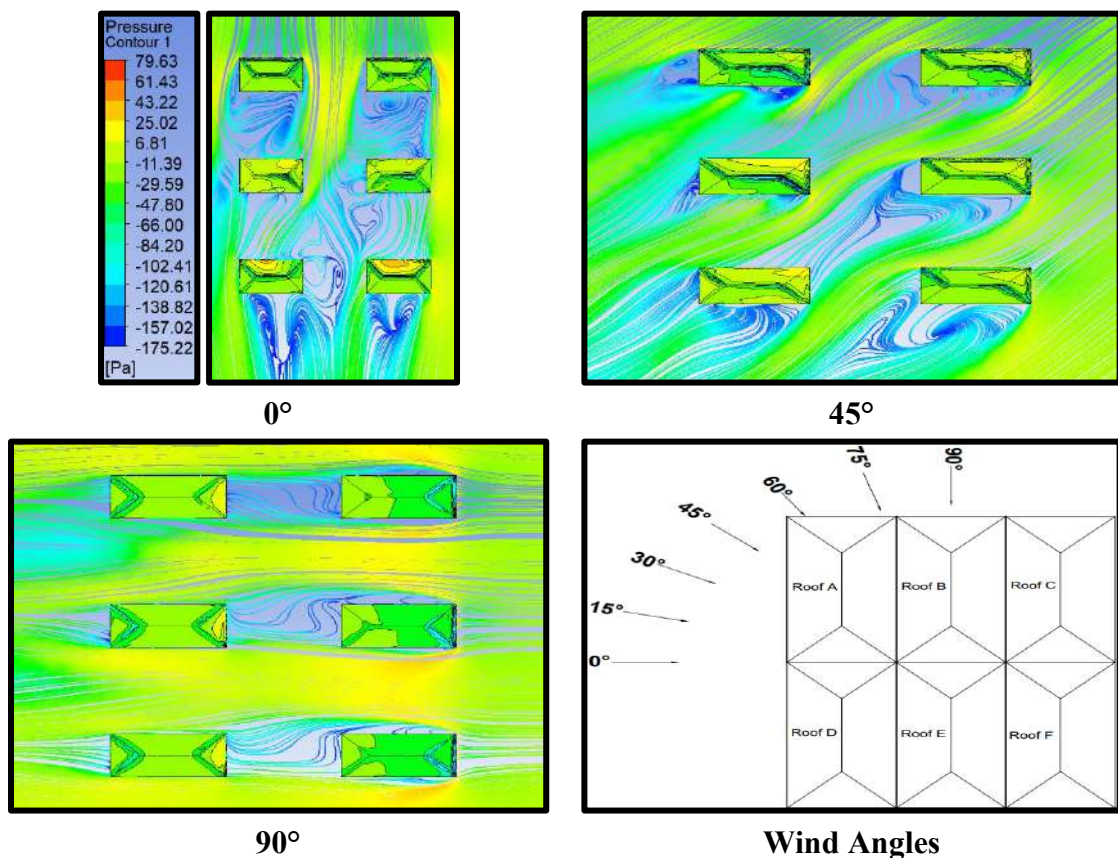 Pressure
Contour 1
79.63
61.43
43.22
25.02
6.81
-11.39
-29.59
-47.80
-66.00
-84.20
-102.41
-120.61
-138.82
-157.02
-175.22
[Pa]
0°
45°
90°
75°
90°
60°
45°
30°
15°
0°
Roof A
Roof B
Roof C
Roof D
Roof E
Roof F
Wind Angles